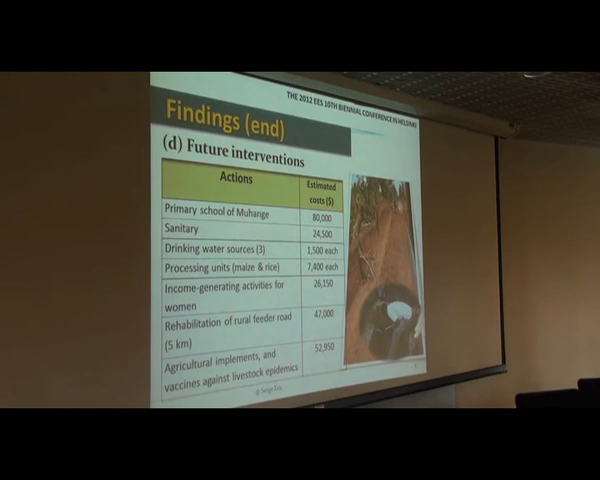 THE 2012 EES 10TH BIENNIAL CONFERENCE IN HELSINKI
Findings (end)
(d) Future interventions
Actions
Estimated costs ($)
Primary school of Muhange 80,000
Sanitary 24,500
Drinking water sources (3) 1,500 each
Processing units (maize & rice) 7,400 each
Income-generating activities for women 26,150
Rehabilitation of rural feeder road (5 km) 47,000
Agricultural implements, and vaccines against livestock epidemics 52,950